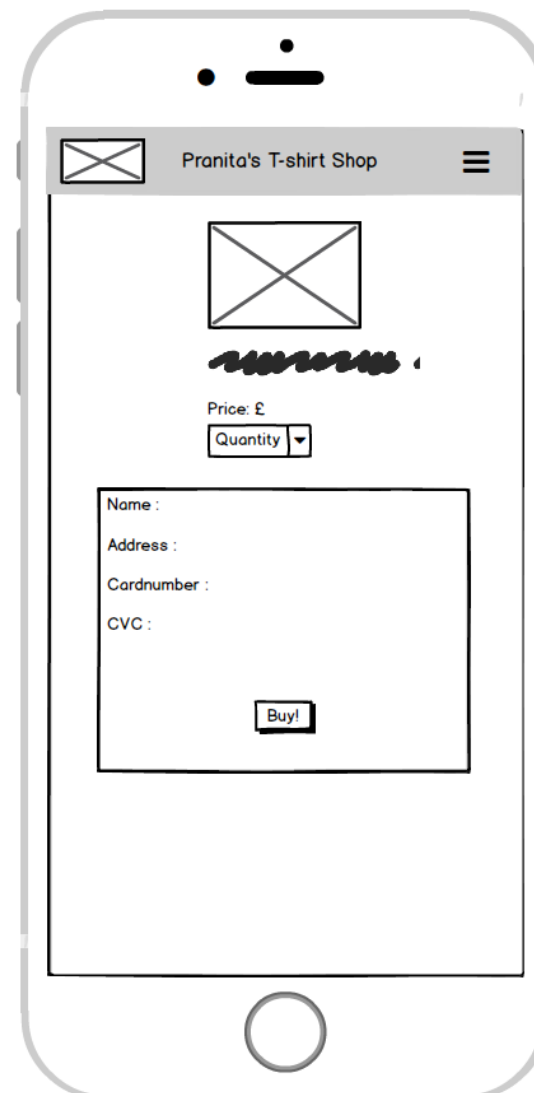 Pranita's T-shirt Shop
Price: £
Quantity
Name :
Address :
Cardnumber :
CVC :
Buy!